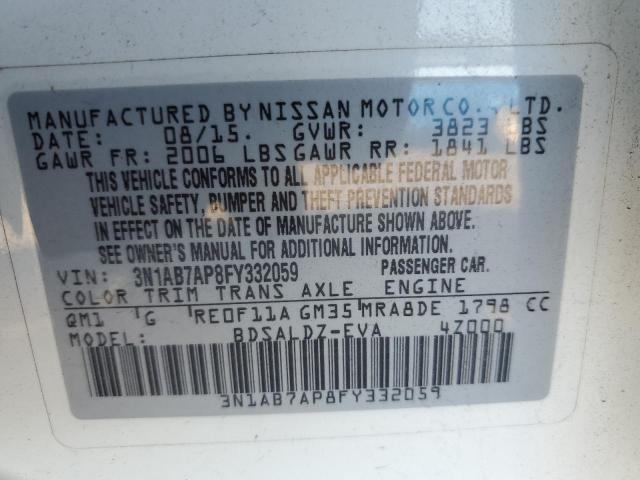 MANUFACTURED BY NISSAN MOTOR CO., LTD.
DATE: 08/15. GVWR: 3823 LBS
GAWR FR: 2006 LBS GAWR RR: 1841 LBS
THIS VEHICLE CONFORMS TO ALL APPLICABLE FEDERAL MOTOR
VEHICLE SAFETY, BUMPER AND THEFT PREVENTION STANDARDS
IN EFFECT ON THE DATE OF MANUFACTURE SHOWN ABOVE.
SEE OWNER'S MANUAL FOR ADDITIONAL INFORMATION.
VIN: 3N1AB7AP8FY332059 PASSENGER CAR.
COLOR TRIM TRANS AXLE ENGINE
QM1 G RE0F11A GM35 MRA8DE 1798 CC
MODEL: BDSALDZ-EVA 4Z000
3N1AB7AP8FY332059